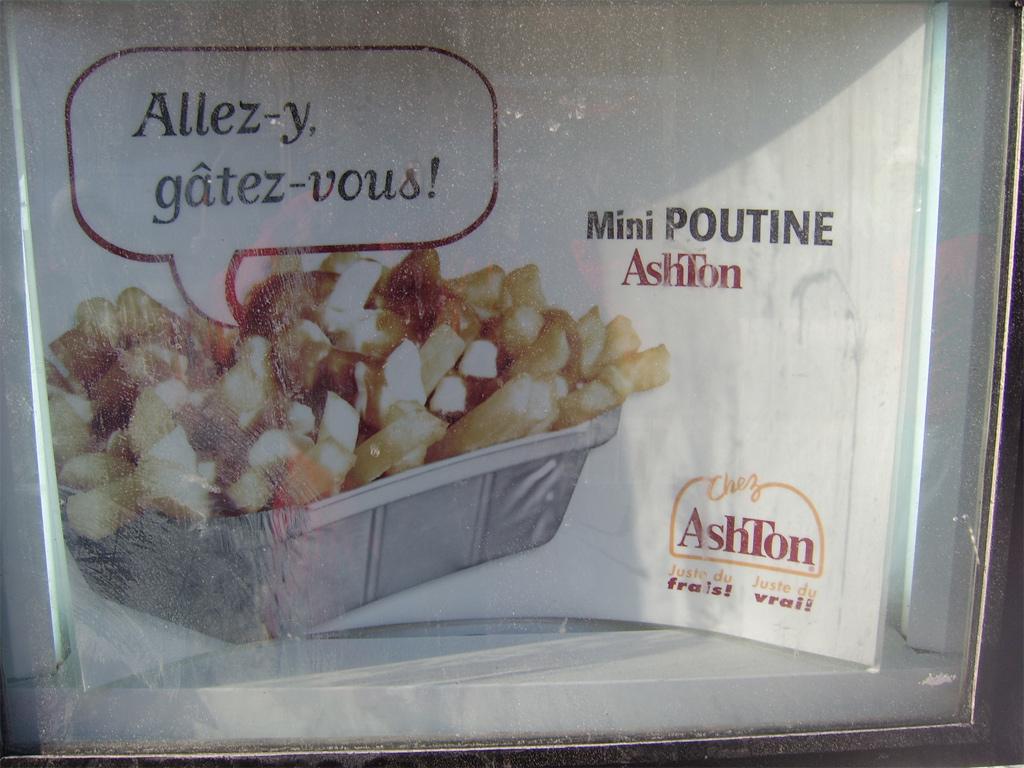 Allez-y,
gâtez-vous!
Mini POUTINE
AshTon
Chez
AshTon
Juste du
frais!
Juste du
vrai!